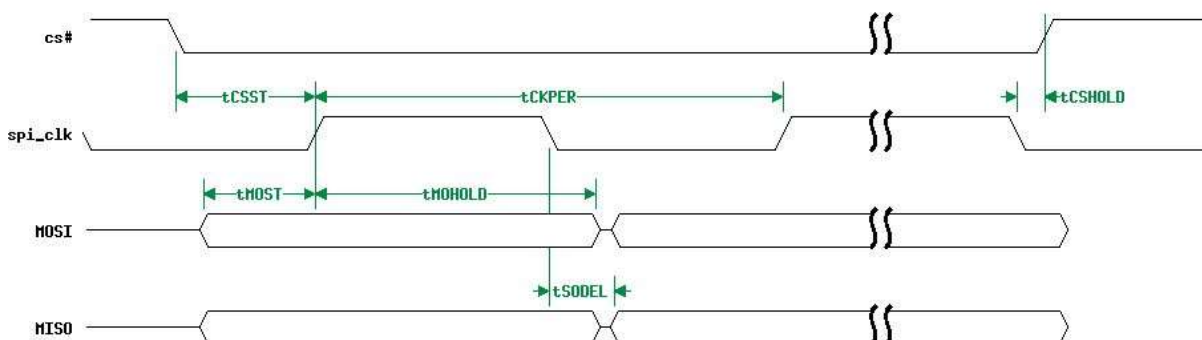 cs#
tCSST
tCKPER
tCSHOLD
spi_clk
tMOST
tMOHOLD
MOSI
tSODEL
MISO